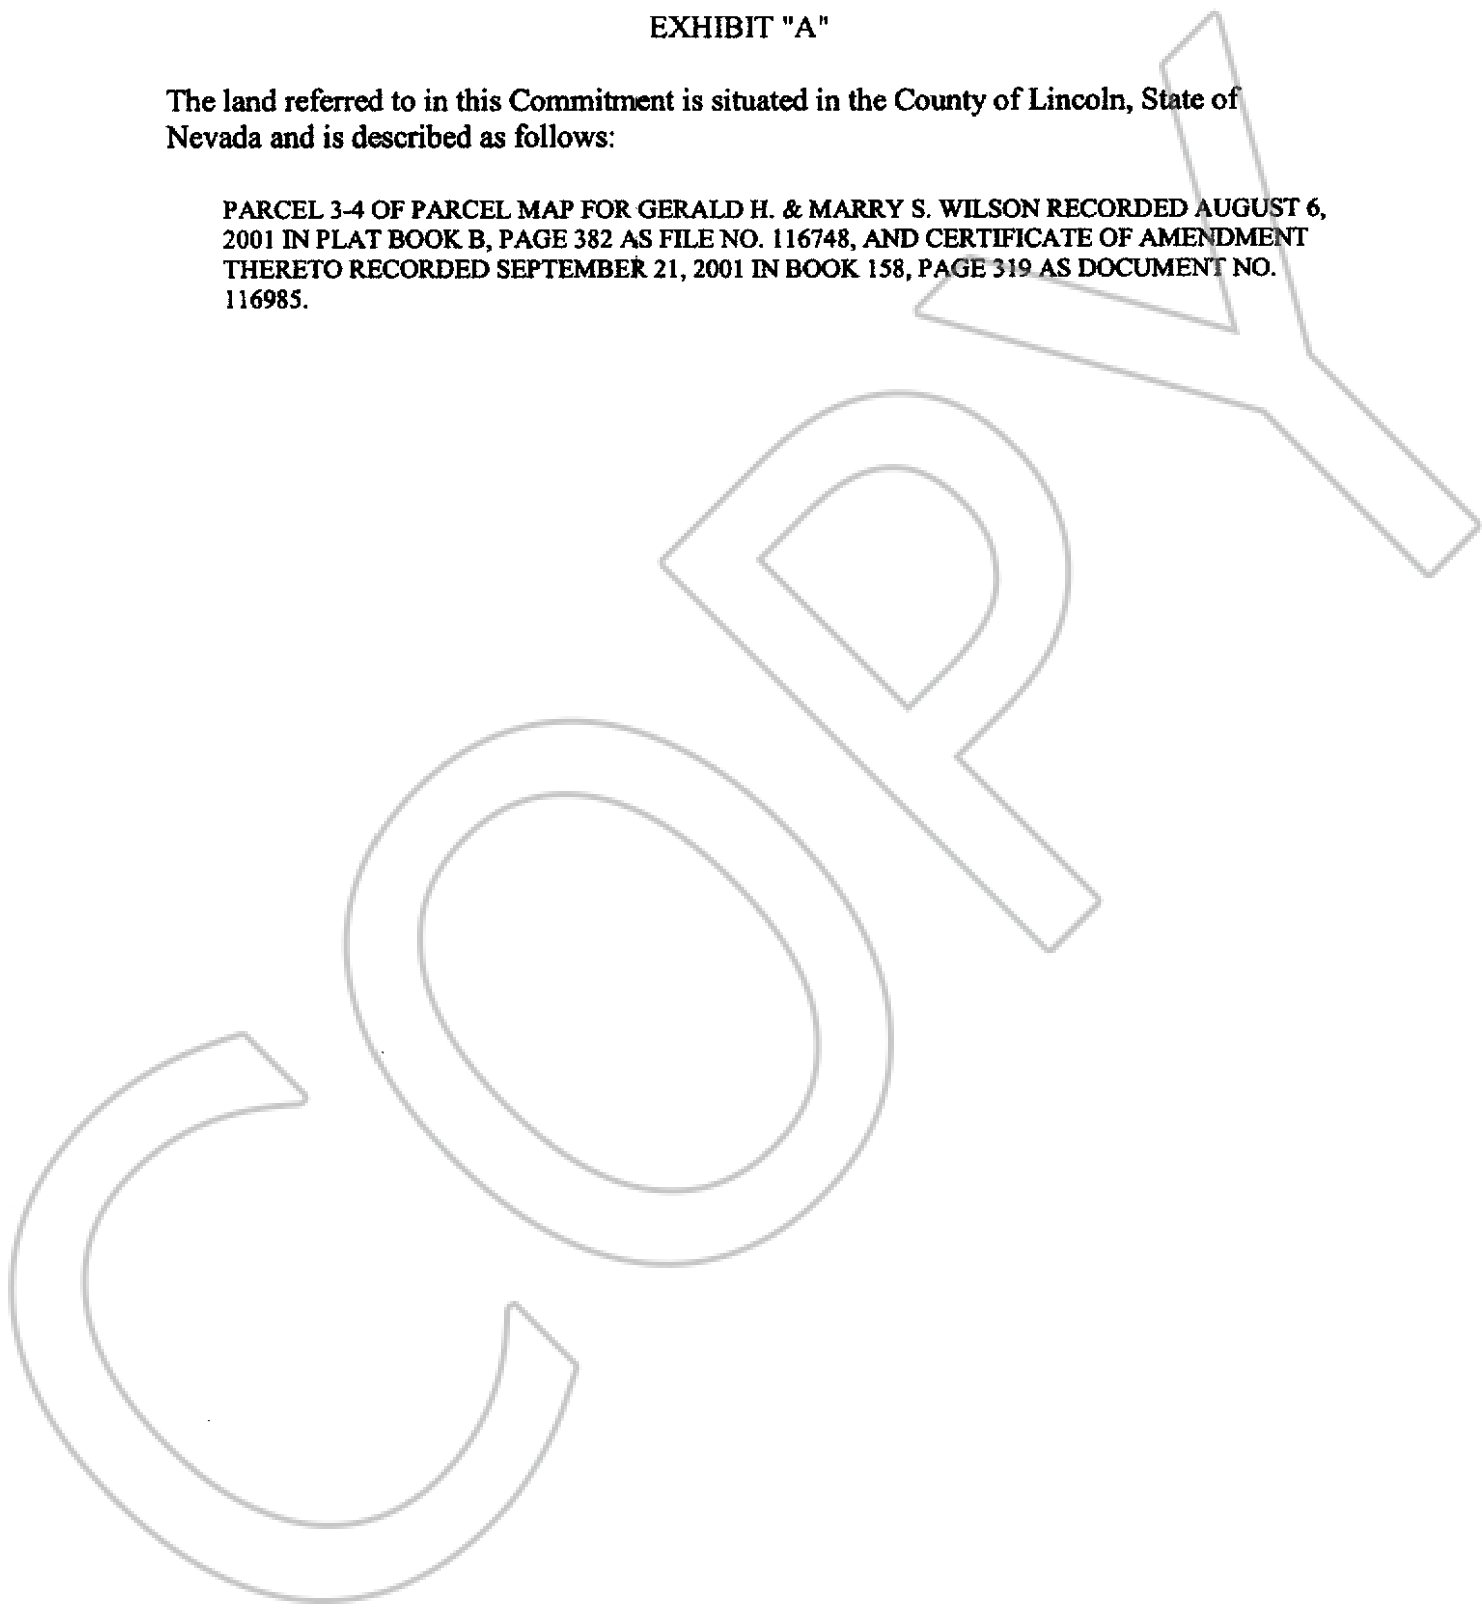 EXHIBIT "A"
The land referred to in this Commitment is situated in the County of Lincoln, State of
Nevada and is described as follows:
PARCEL 3-4 OF PARCEL MAP FOR GERALD H. & MARRY S. WILSON RECORDED AUGUST 6,
2001 IN PLAT BOOK B, PAGE 382 AS FILE NO. 116748, AND CERTIFICATE OF AMENDMENT
THERETO RECORDED SEPTEMBER 21, 2001 IN BOOK 158, PAGE 319 AS DOCUMENT NO.
116985.
COPY